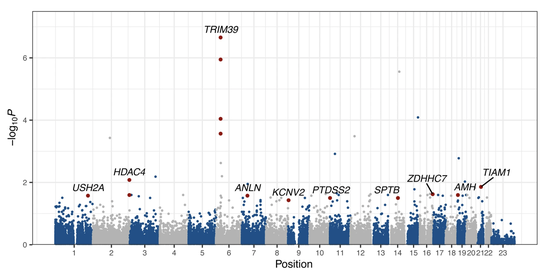 TRIM39
6
−log10P
4
HDAC4
USH2A
ANLN
KCNV2
PTDSS2
SPTB
ZDHHC7
AMH
TIAM1
2
0
1 2 3 4 5 6 7 8 9 10 11 12 13 14 15 16 17 18 19 20 21 22 23
Position